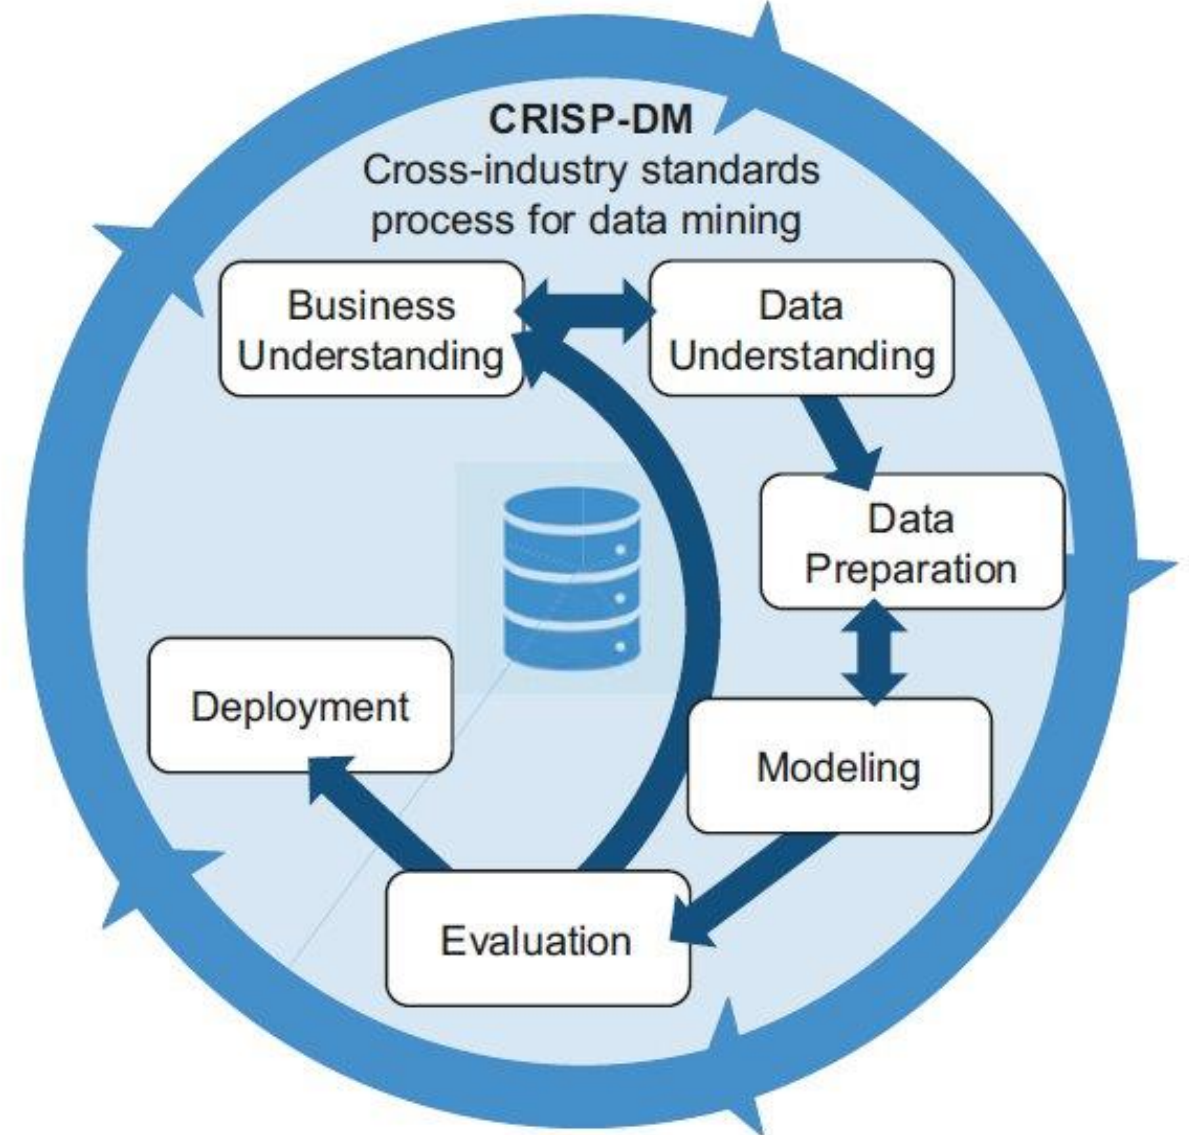 CRISP-DM
Cross-industry standards
process for data mining
Business
Understanding
Data
Understanding
Data
Preparation
Modeling
Evaluation
Deployment